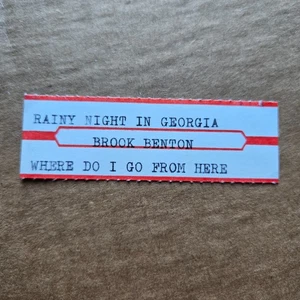 RAINY NIGHT IN GEORGIA
BROOK BENTON
WHERE DO I GO FROM HERE